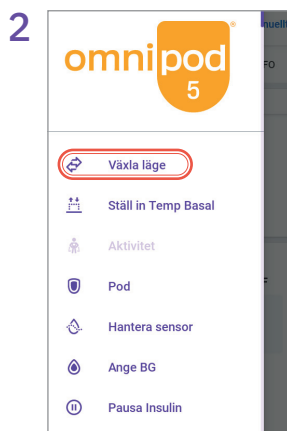 2
omnipod
5
Växla läge
Ställ in Temp Basal
Aktivitet
Pod
Hantera sensor
Ange BG
Pausa Insulin